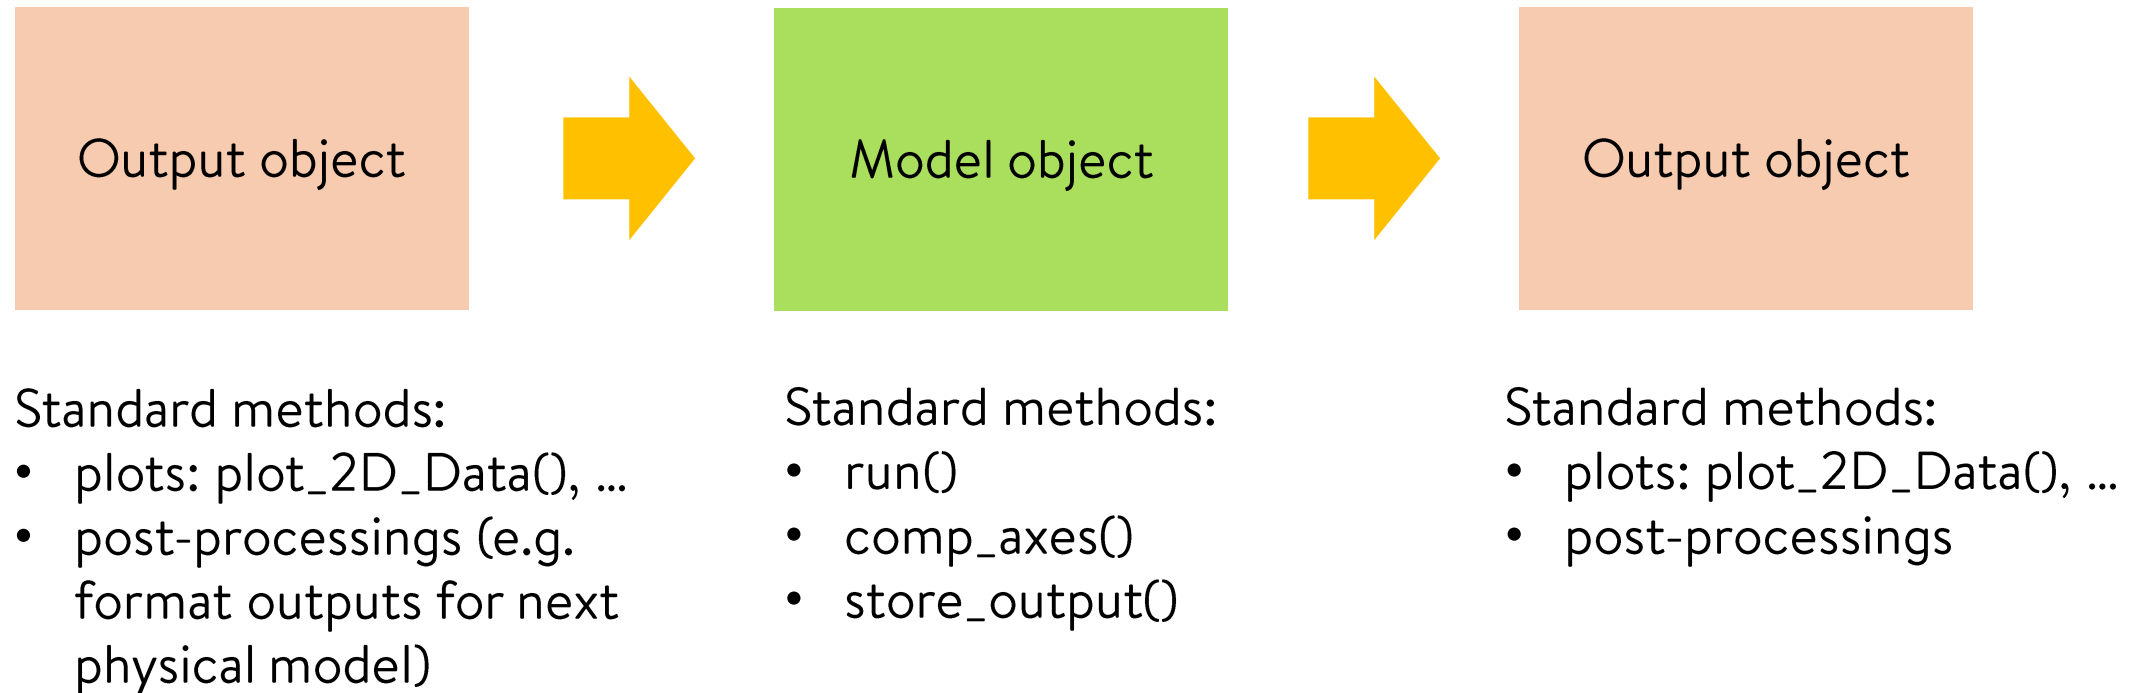 Output object
Model object
Output object
Standard methods:
• plots: plot_2D_Data(), ...
• post-processings (e.g.
format outputs for next
physical model)
Standard methods:
• run()
• comp_axes()
• store_output()
Standard methods:
• plots: plot_2D_Data(), ...
• post-processings